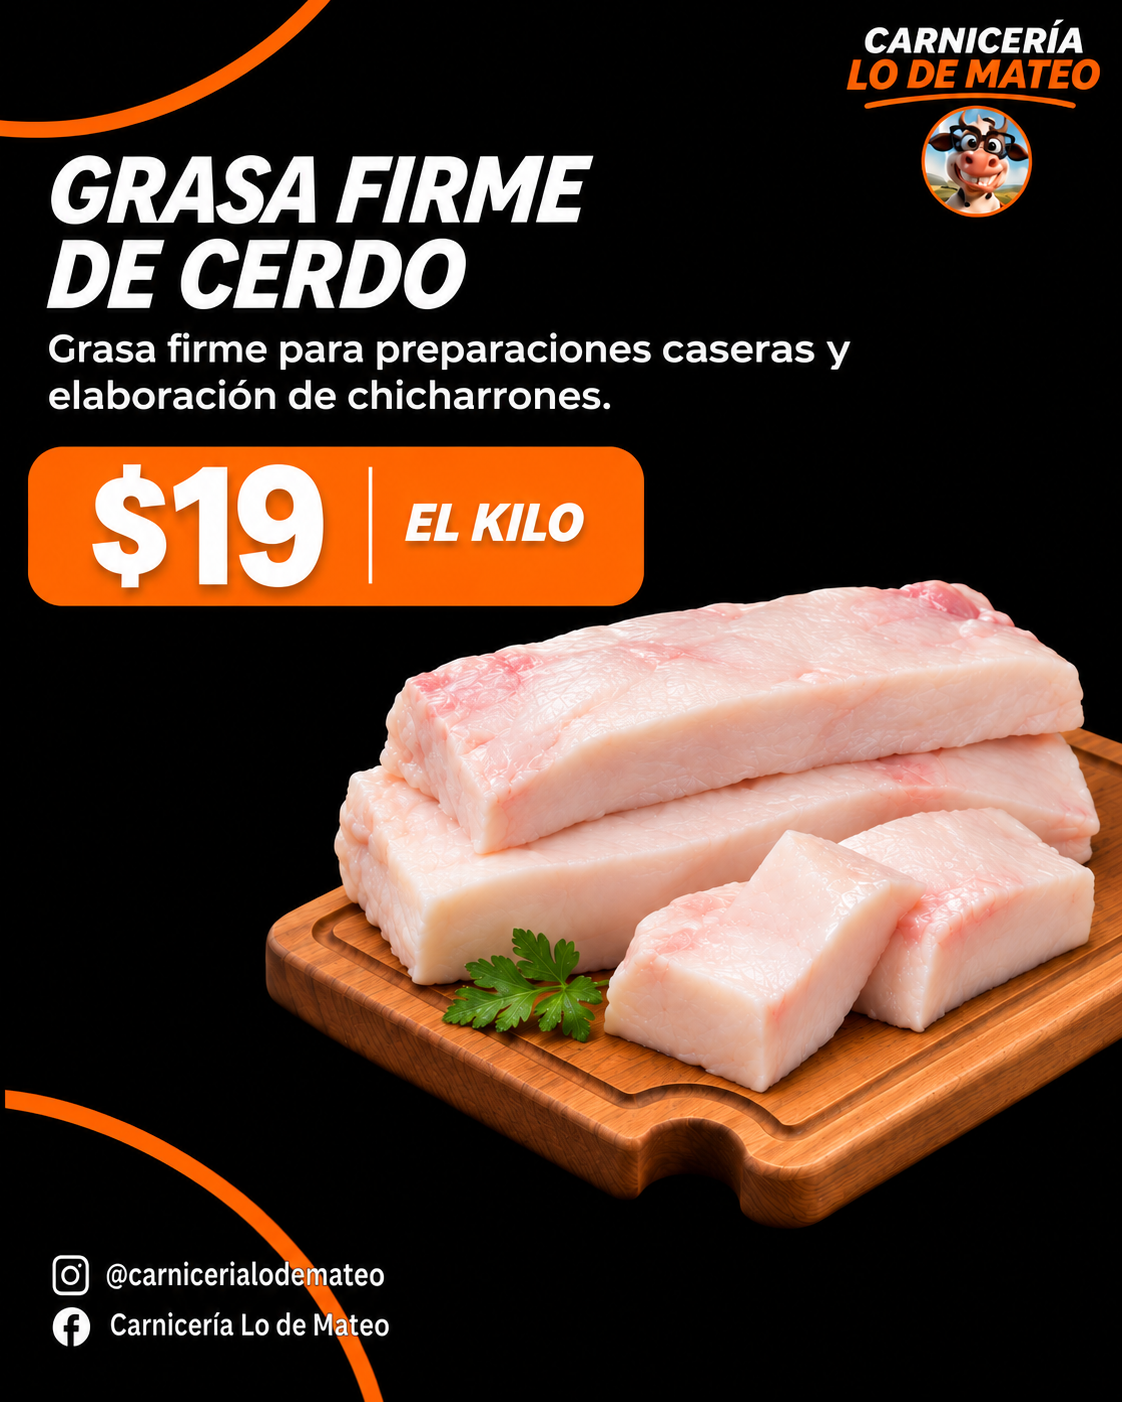 CARNICERÍA
LO DE MATEO
GRASA FIRME
DE CERDO
Grasa firme para preparaciones caseras y
elaboración de chicharrones.
$19
EL KILO
@carnicerialodemateo
Carnicería Lo de Mateo